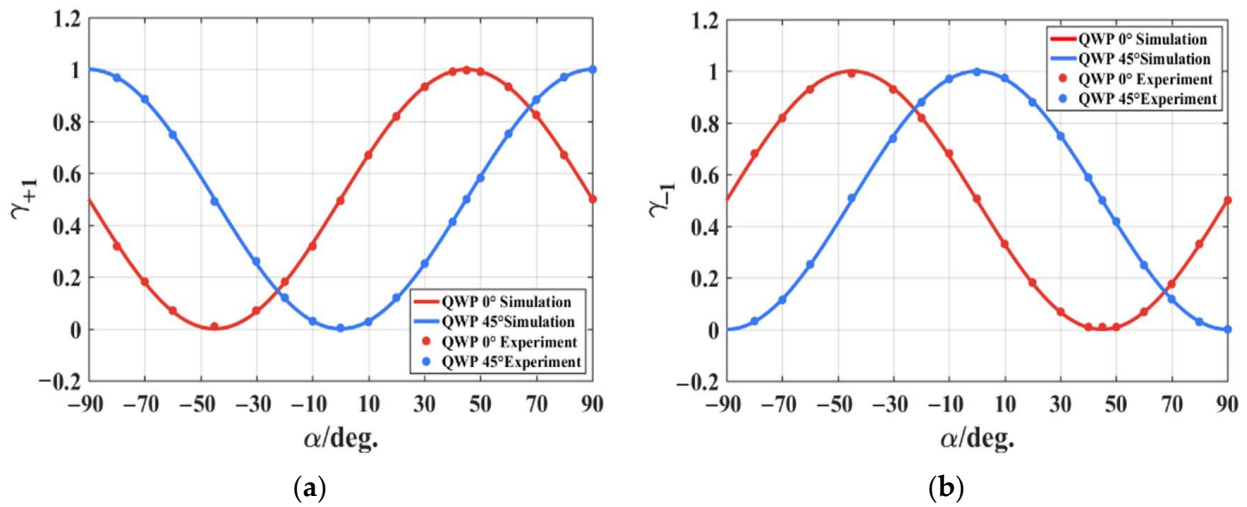 1.2
1
0.8
0.6
0.4
0.2
0
−0.2
γ+1
QWP 0° Simulation
QWP 45°Simulation
QWP 0° Experiment
QWP 45°Experiment
−90 −70 −50 −30 −10 10 30 50 70 90
α/deg.
(a)
1.2
1
0.8
0.6
0.4
0.2
0
−0.2
γ−1
QWP 0° Simulation
QWP 45°Simulation
QWP 0° Experiment
QWP 45°Experiment
−90 −70 −50 −30 −10 10 30 50 70 90
α/deg.
(b)